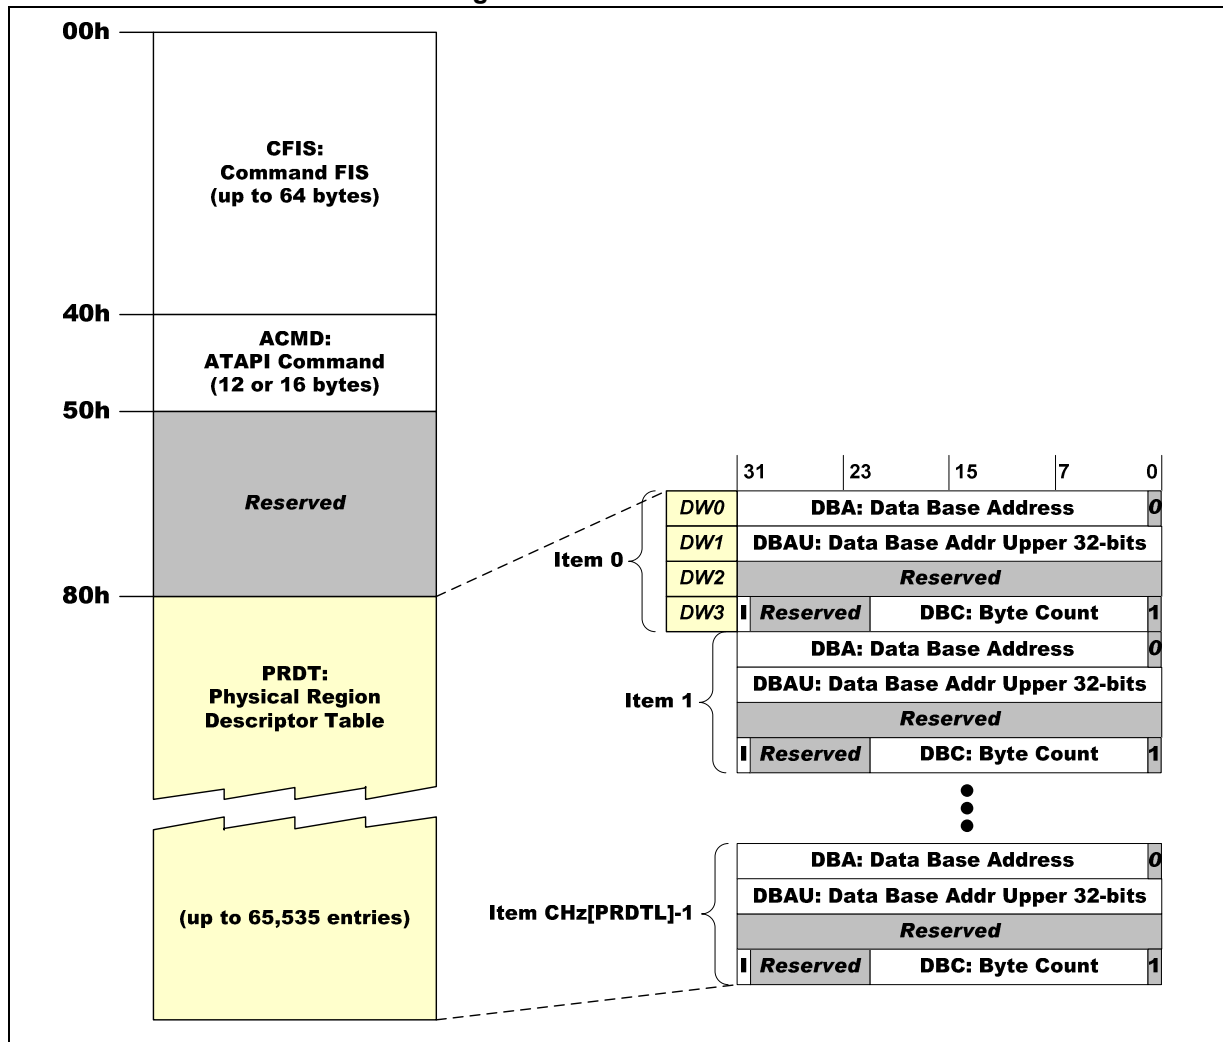 00h
CFIS:
Command FIS
(up to 64 bytes)
40h
ACMD:
ATAPI Command
(12 or 16 bytes)
50h
Reserved
80h
PRDT:
Physical Region
Descriptor Table
(up to 65,535 entries)
31 23 15 7 0
Item 0
DW0 DBA: Data Base Address 0
DW1 DBAU: Data Base Addr Upper 32-bits
DW2 Reserved
DW3 I Reserved DBC: Byte Count 1
Item 1
DBA: Data Base Address 0
DBAU: Data Base Addr Upper 32-bits
Reserved
I Reserved DBC: Byte Count 1
Item CHz[PRDTL]-1
DBA: Data Base Address 0
DBAU: Data Base Addr Upper 32-bits
Reserved
I Reserved DBC: Byte Count 1